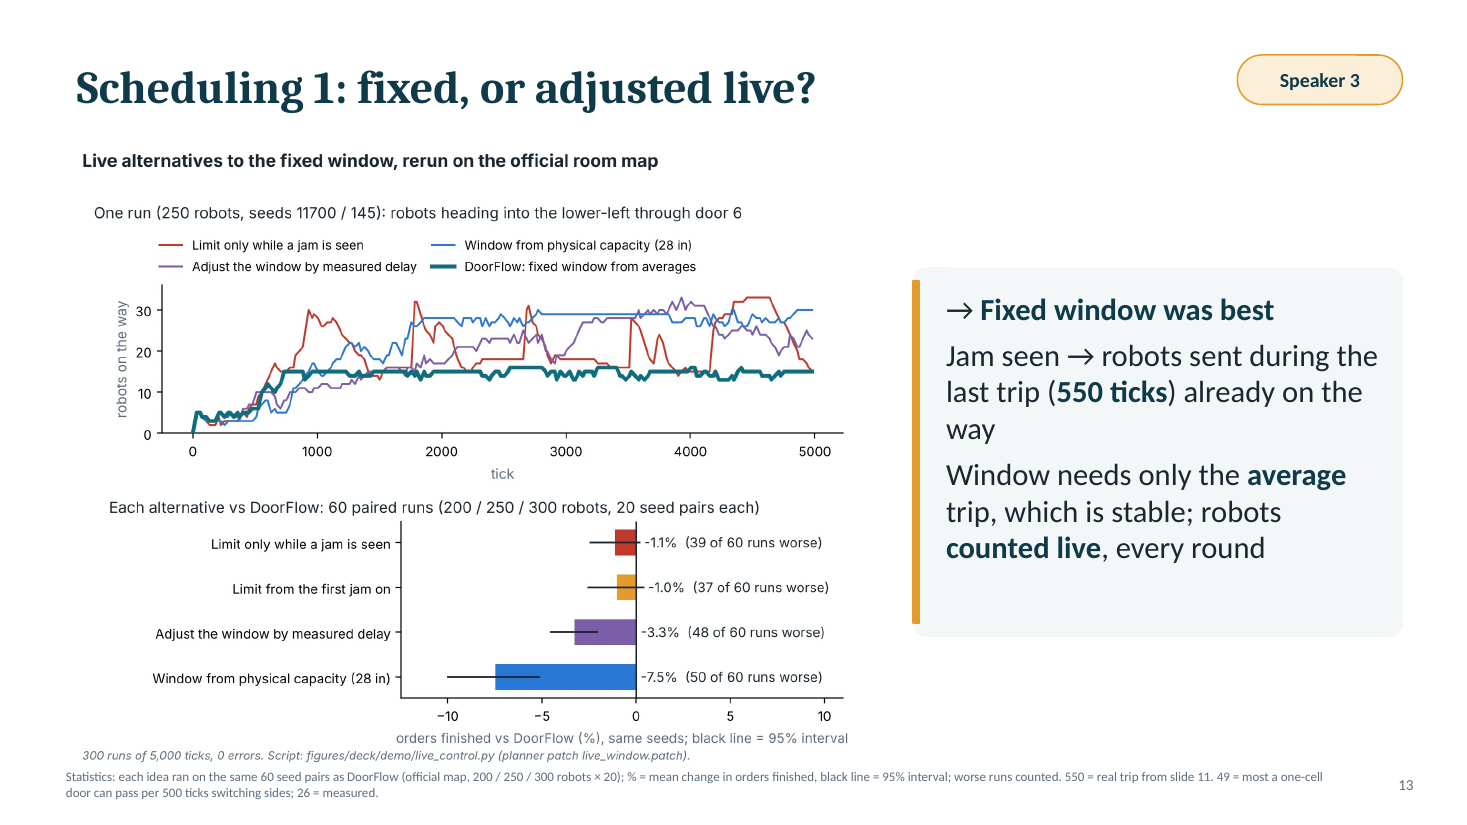 Scheduling 1: fixed, or adjusted live?
Speaker 3
Live alternatives to the fixed window, rerun on the official room map
One run (250 robots, seeds 11700 / 145): robots heading into the lower-left through door 6
Limit only while a jam is seen
Window from physical capacity (28 in)
Adjust the window by measured delay
DoorFlow: fixed window from averages
robots on the way
30
20
10
0
0 1000 2000 3000 4000 5000
tick
Each alternative vs DoorFlow: 60 paired runs (200 / 250 / 300 robots, 20 seed pairs each)
Limit only while a jam is seen
-1.1% (39 of 60 runs worse)
Limit from the first jam on
-1.0% (37 of 60 runs worse)
Adjust the window by measured delay
-3.3% (48 of 60 runs worse)
Window from physical capacity (28 in)
-7.5% (50 of 60 runs worse)
−10 −5 0 5 10
orders finished vs DoorFlow (%), same seeds; black line = 95% interval
300 runs of 5,000 ticks, 0 errors. Script: figures/deck/demo/live_control.py (planner patch live_window.patch).
→ Fixed window was best
Jam seen → robots sent during the
last trip (550 ticks) already on the
way
Window needs only the average
trip, which is stable; robots
counted live, every round
Statistics: each idea ran on the same 60 seed pairs as DoorFlow (official map, 200 / 250 / 300 robots × 20); % = mean change in orders finished, black line = 95% interval; worse runs counted. 550 = real trip from slide 11. 49 = most a one-cell
door can pass per 500 ticks switching sides; 26 = measured.
13